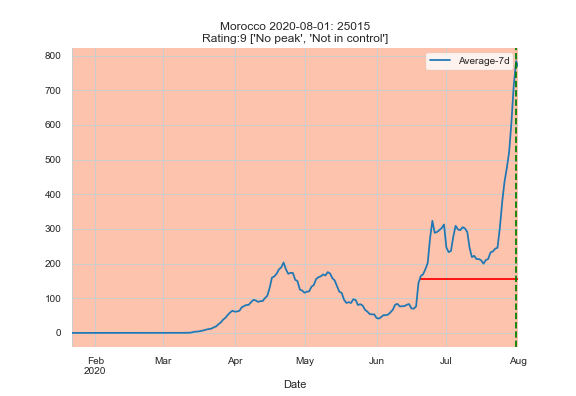 Morocco 2020-08-01: 25015
Rating:9 ['No peak', 'Not in control']
Average-7d
800
700
600
500
400
300
200
100
0
Feb Mar Apr May Jun Jul Aug
2020
Date